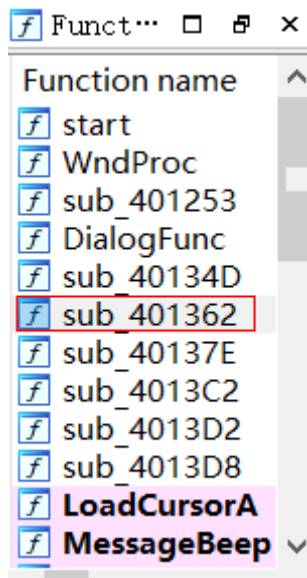 f Funct...
Function name
f start
f WndProc
f sub_401253
f DialogFunc
f sub_40134D
f sub_401362
f sub_40137E
f sub_4013C2
f sub_4013D2
f sub_4013D8
f LoadCursorA
f MessageBeep